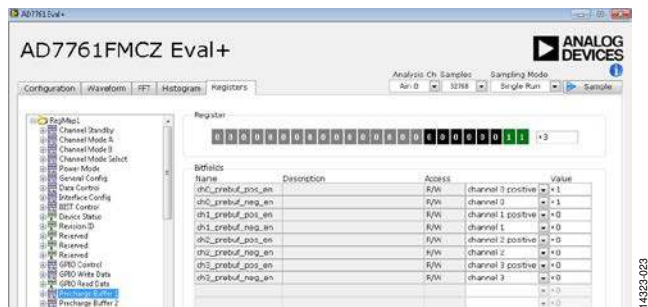 AD7761 Eval+
AD7761FMCZ Eval+
ANALOG
DEVICES
Analysis Ch Samples Sampling Mode
Configuration Waveform FFT Histogram Registers
Ain 0 32768 Single Run Sample
RegMap1
Channel Standby
Channel Mode A
Channel Mode B
Channel Mode Select
Power Mode
General Config
Data Control
Interface Config
BIST Control
Device Status
Revision ID
Reserved
Reserved
Reserved
GPIO Control
GPIO Write Data
GPIO Read Data
Precharge Buffer 1
Precharge Buffer 2
Register
0 0 0 0 0 0 0 0 0 0 0 0 0 0 0 0 0 0 0 0 0 0 1 1 x3
Bitfields
Name Description Access Value
ch0_prebuf_pos_en R/W channel 0 positive x1
ch0_prebuf_neg_en R/W channel 0 x1
ch1_prebuf_pos_en R/W channel 1 positive x0
ch1_prebuf_neg_en R/W channel 1 x0
ch2_prebuf_pos_en R/W channel 2 positive x0
ch2_prebuf_neg_en R/W channel 2 x0
ch3_prebuf_pos_en R/W channel 3 positive x0
ch3_prebuf_neg_en R/W channel 3 x0
14323-023